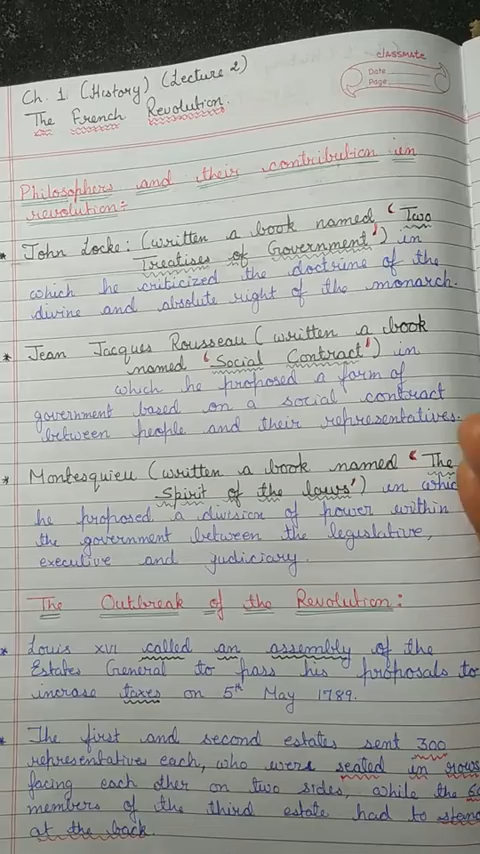 classmate
Date
Page
Ch. 1 (History) (Lecture 2)
The French Revolution.
Philosophers and their contribution in
revolution:-
* John Locke: (written a book named "Two
Treatises of Government") in
which he criticized the doctrine of the
divine and absolute right of the monarch.
* Jean Jacques Rousseau (written a book
named 'Social Contract') in
which he proposed a form of
government based on a social contract
between people and their representatives.
* Montesquieu (written a book named "The
Spirit of the laws') in which
he proposed a division of power within
the government between the legislative,
executive and judiciary.
The Outbreak of the Revolution:
* Louis XVI called an assembly of the
Estates General to pass his proposals to
increase taxes on 5th May 1789.
* The first and second estates sent 300
representatives each, who were seated in rows
facing each other on two sides, while the
members of the third estate had to stand
at the back.